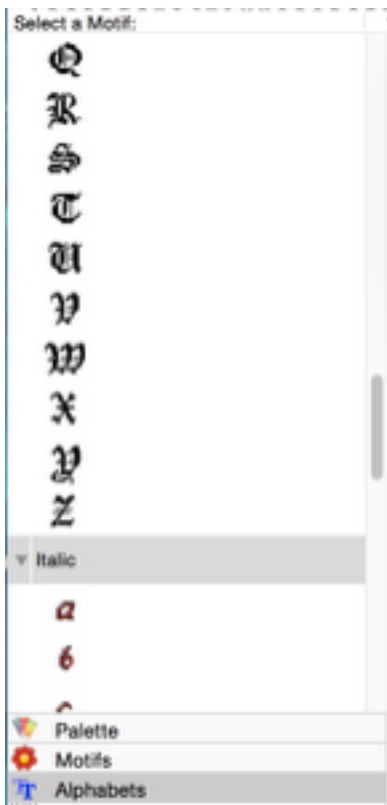 Select a Motif:
Q
R
S
T
U
V
W
X
Y
Z
Italic
a
b
c
Palette
Motifs
Alphabets